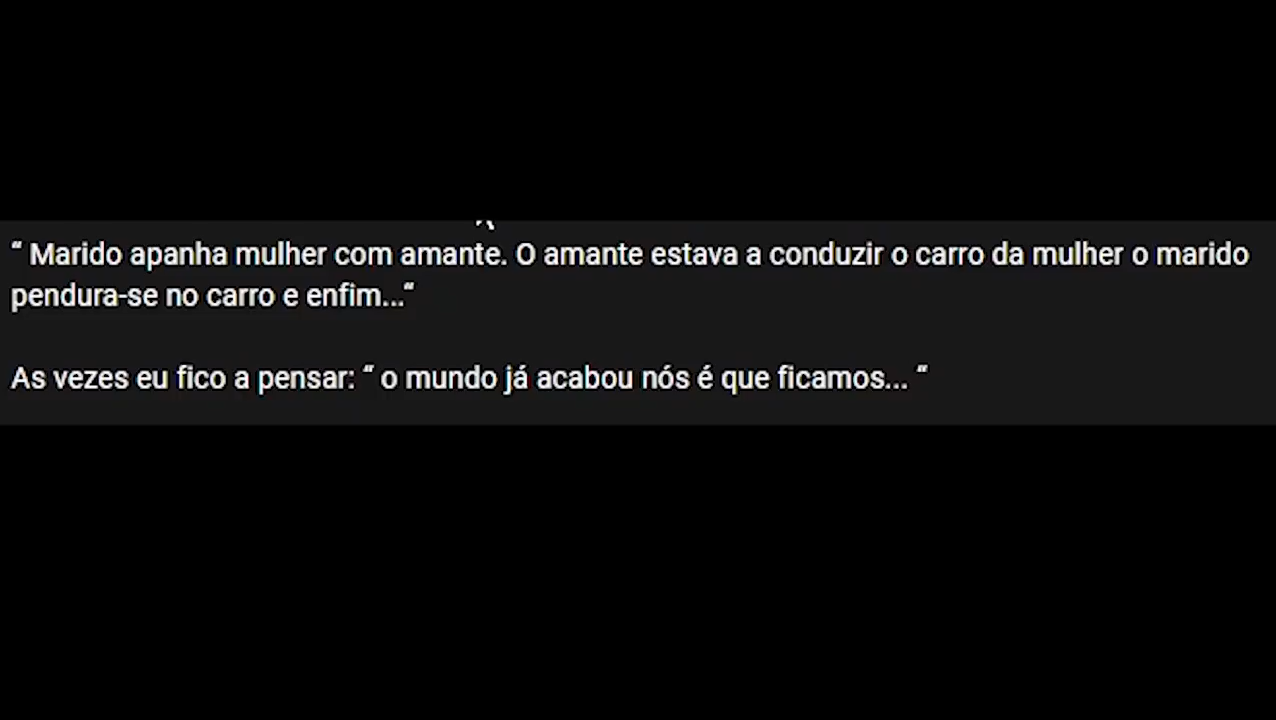 “ Marido apanha mulher com amante. O amante estava a conduzir o carro da mulher o marido
pendura-se no carro e enfim...“
As vezes eu fico a pensar: “ o mundo já acabou nós é que ficamos... “